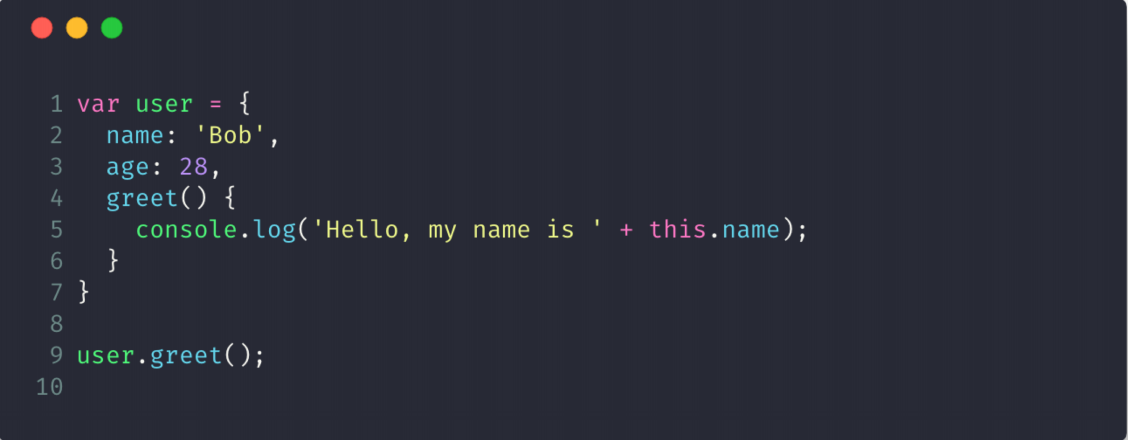 1 var user = {
2   name: 'Bob',
3   age: 28,
4   greet() {
5     console.log('Hello, my name is ' + this.name);
6   }
7 }
8
9 user.greet();
10